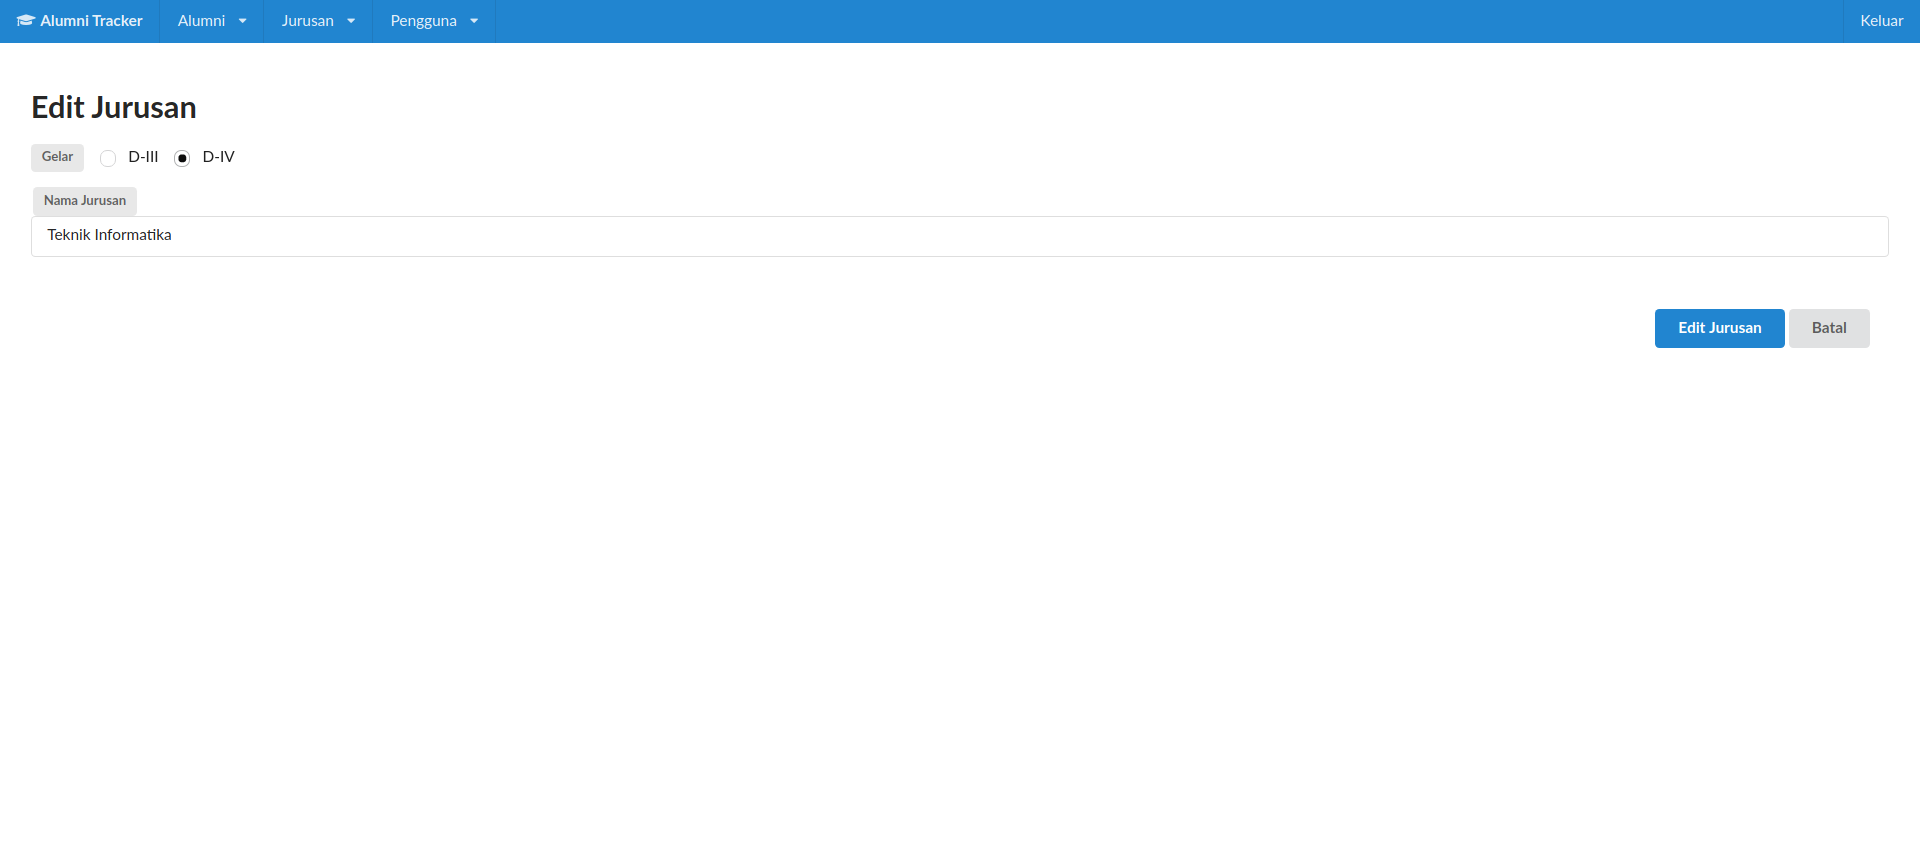 Alumni Tracker Alumni Jurusan Pengguna Keluar
Edit Jurusan
Gelar D-III D-IV
Nama Jurusan
Teknik Informatika
Edit Jurusan Batal